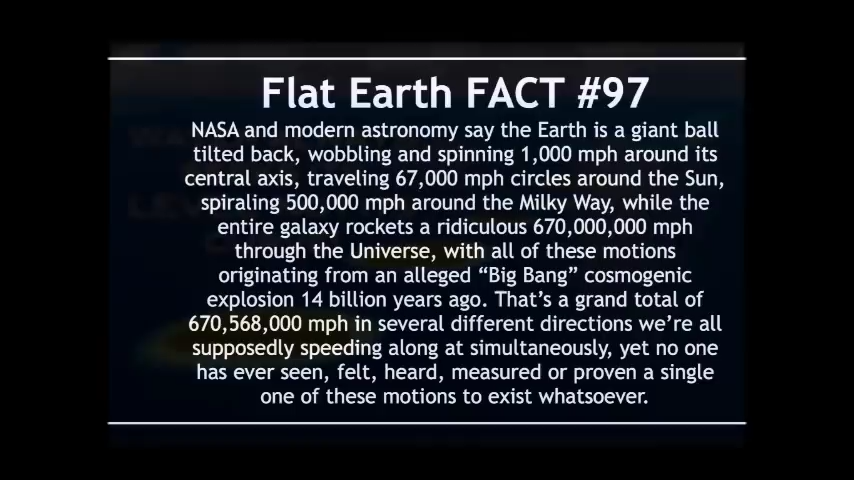 Flat Earth FACT #97
NASA and modern astronomy say the Earth is a giant ball
tilted back, wobbling and spinning 1,000 mph around its
central axis, traveling 67,000 mph circles around the Sun,
spiraling 500,000 mph around the Milky Way, while the
entire galaxy rockets a ridiculous 670,000,000 mph
through the Universe, with all of these motions
originating from an alleged “Big Bang” cosmogenic
explosion 14 billion years ago. That’s a grand total of
670,568,000 mph in several different directions we’re all
supposedly speeding along at simultaneously, yet no one
has ever seen, felt, heard, measured or proven a single
one of these motions to exist whatsoever.